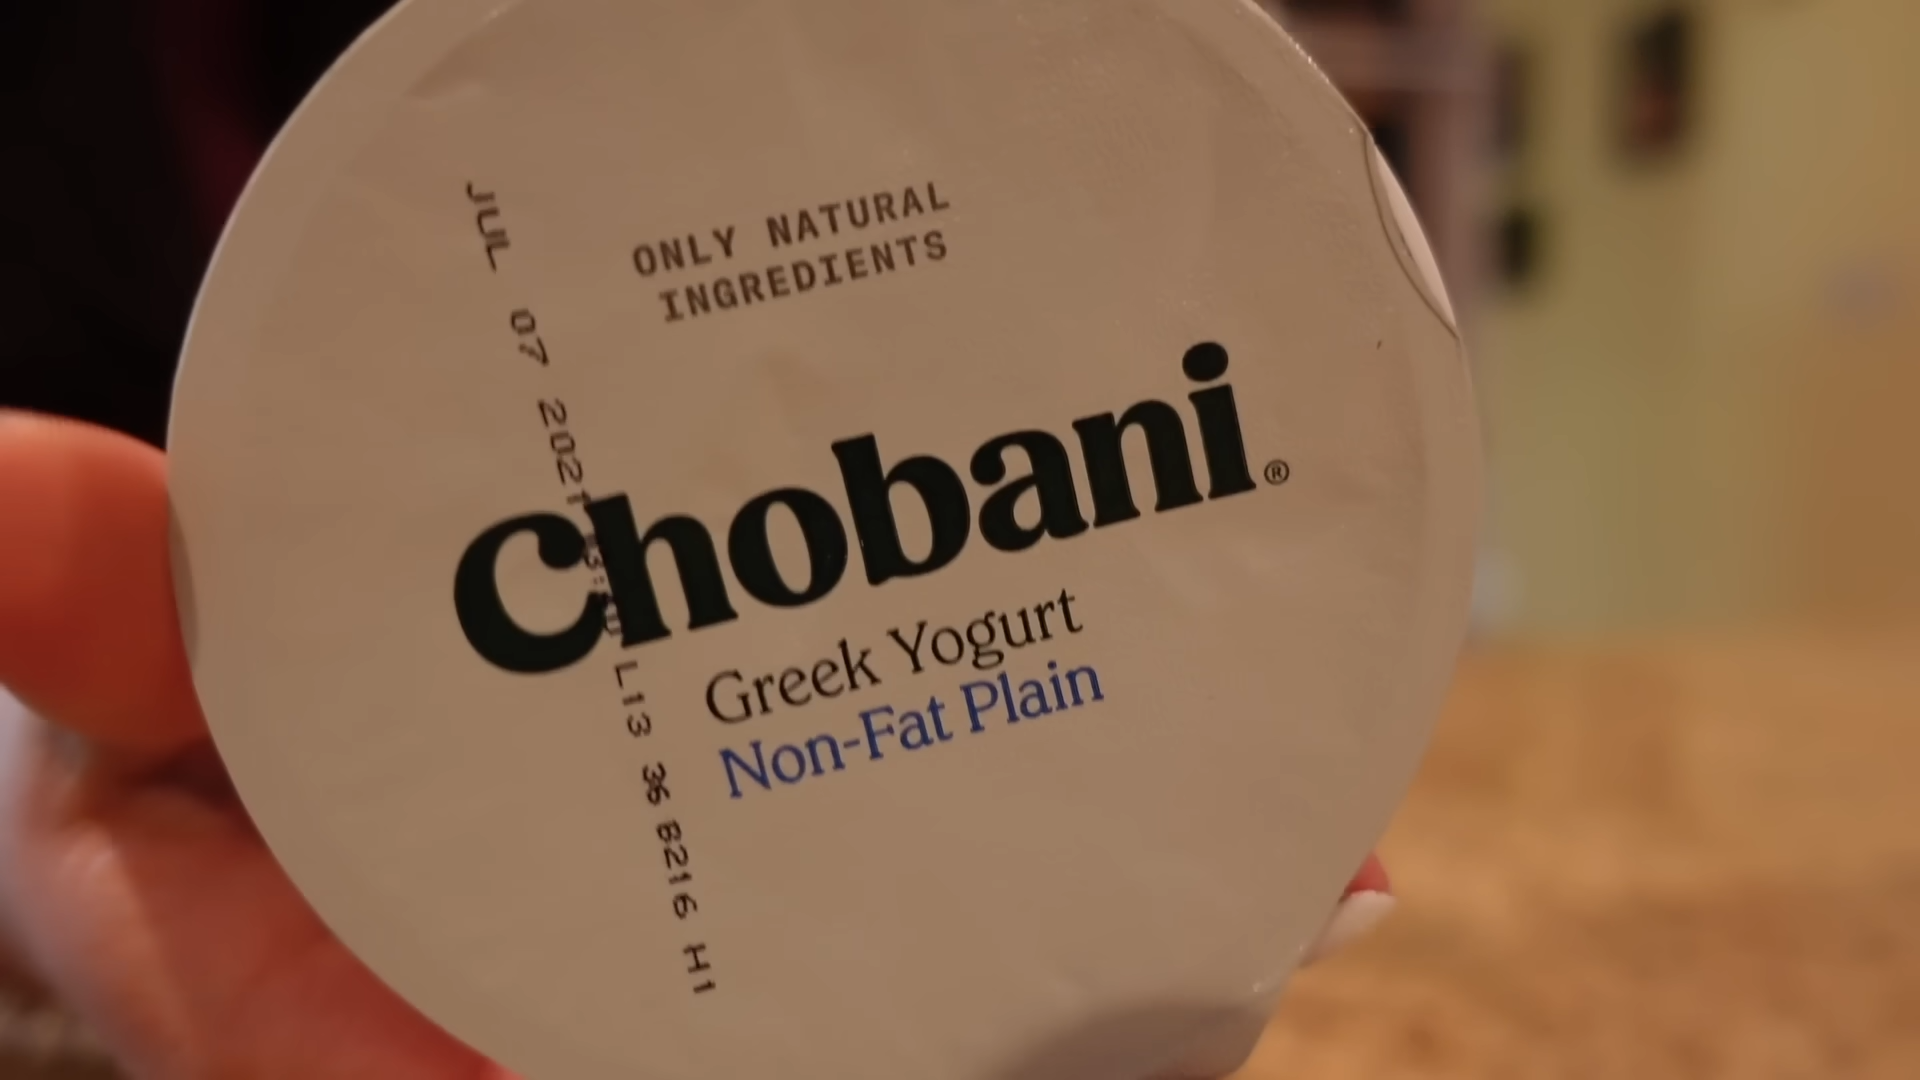 ONLY NATURAL
INGREDIENTS
Chobani®
Greek Yogurt
Non-Fat Plain
JUL 07 2021 L13 36 B216 H1